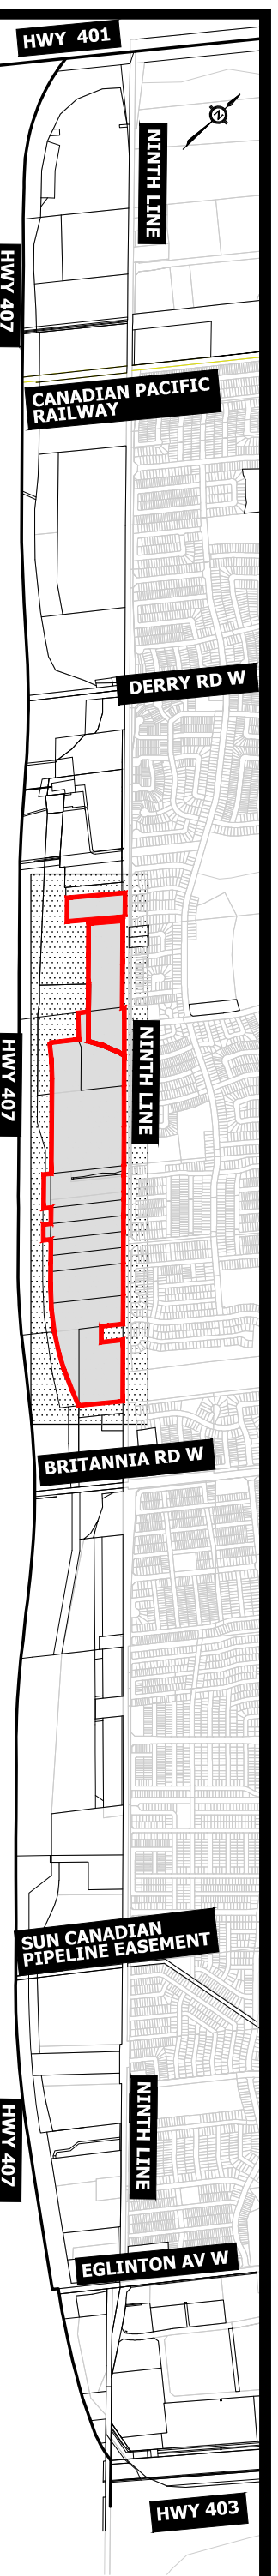 HWY 401
NINTH LINE
HWY 407
CANADIAN PACIFIC
RAILWAY
DERRY RD W
NINTH LINE
HWY 407
BRITANNIA RD W
SUN CANADIAN
PIPELINE EASEMENT
NINTH LINE
HWY 407
EGLINTON AV W
HWY 403